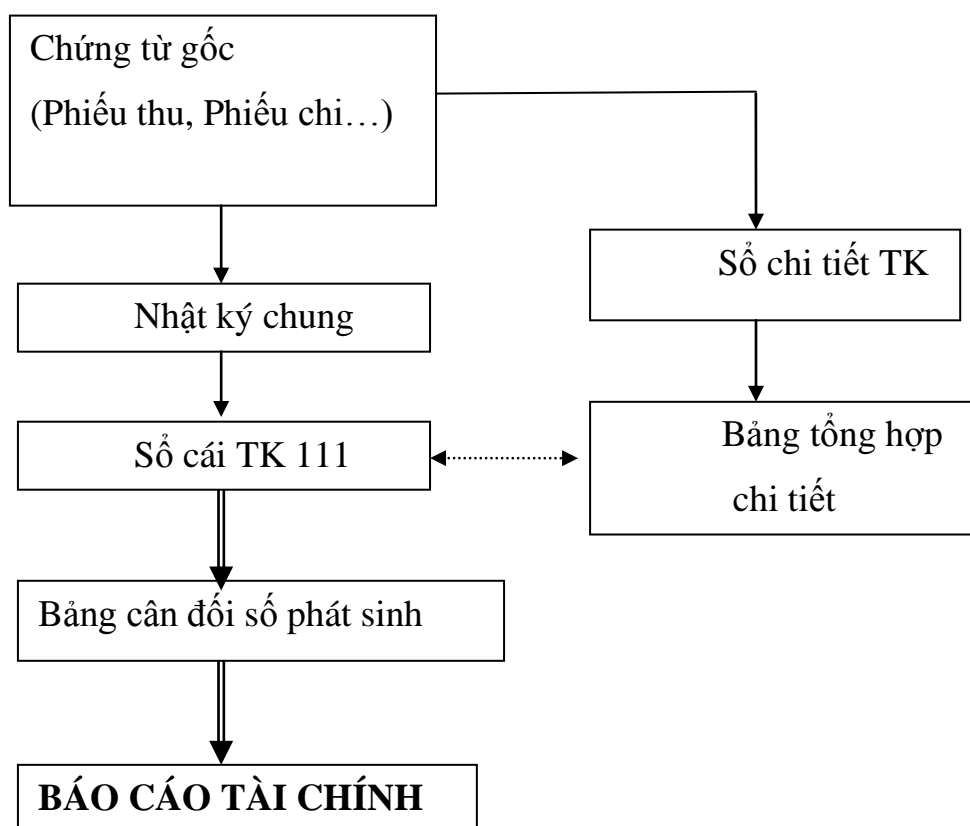 Chứng từ gốc
(Phiếu thu, Phiếu chi…)
Sổ chi tiết TK
Nhật ký chung
Bảng tổng hợp
chi tiết
Sổ cái TK 111
Bảng cân đối số phát sinh
BÁO CÁO TÀI CHÍNH